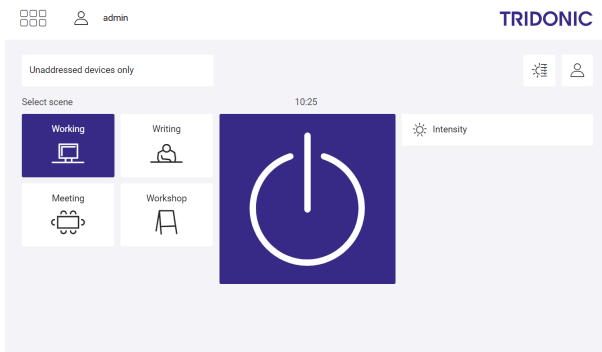 admin
TRIDONIC
Unaddressed devices only
Select scene
10:25
Working
Writing
Intensity
Meeting
Workshop